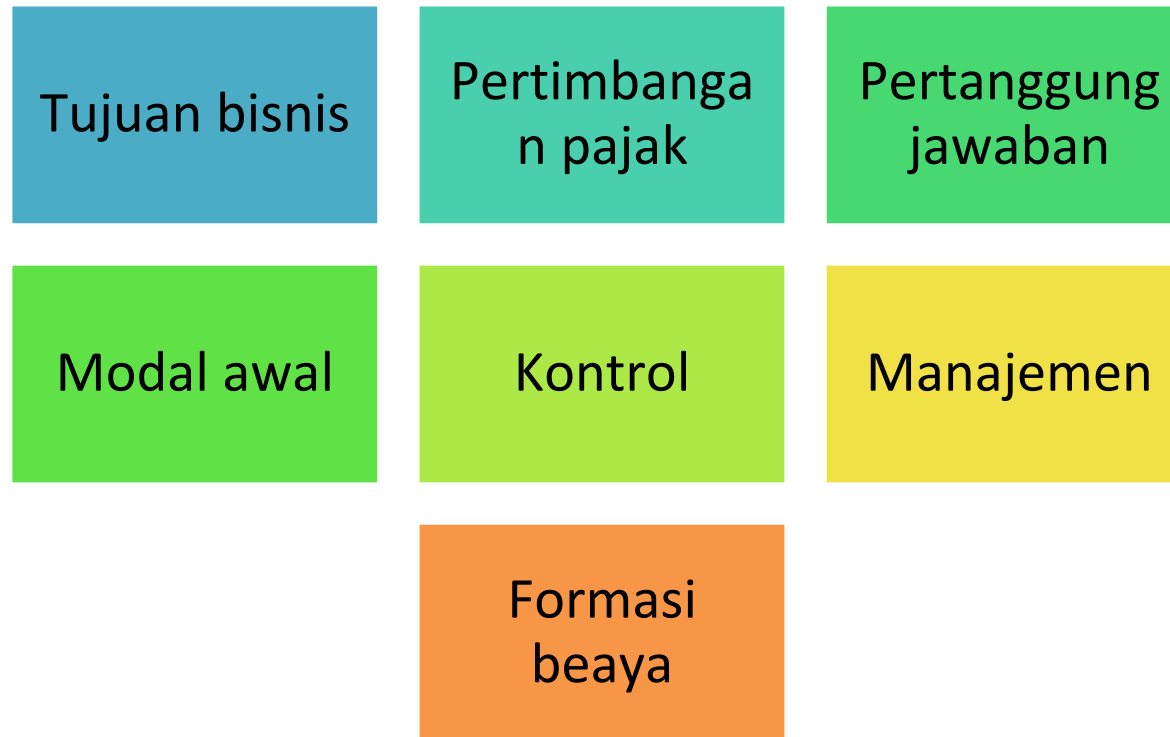 Tujuan bisnis
Pertimbanga
n pajak
Pertanggung
jawaban
Modal awal
Kontrol
Manajemen
Formasi
beaya